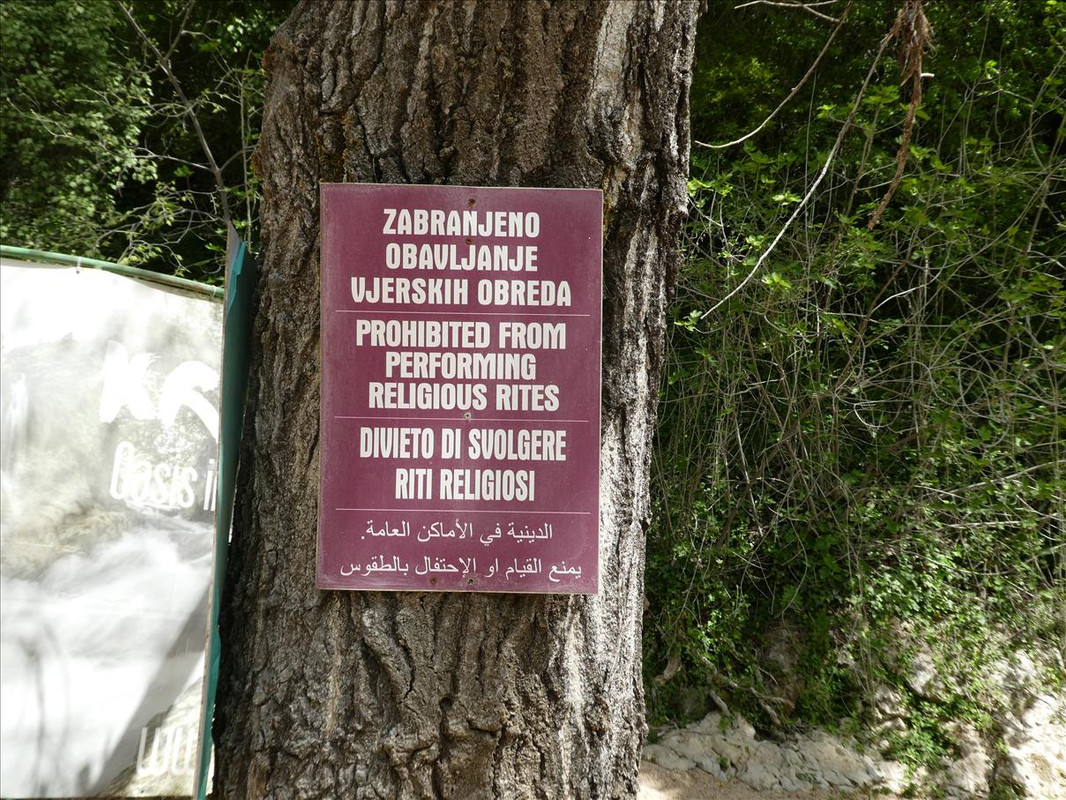 ZABRANJENO
OBAVLJANJE
VJERSKIH OBREDA
PROHIBITED FROM
PERFORMING
RELIGIOUS RITES
DIVIETO DI SVOLGERE
RITI RELIGIOSI
الدينية في الأماكن العامة.
يمنع القيام او الإحتفال بالطقوس
Oasis